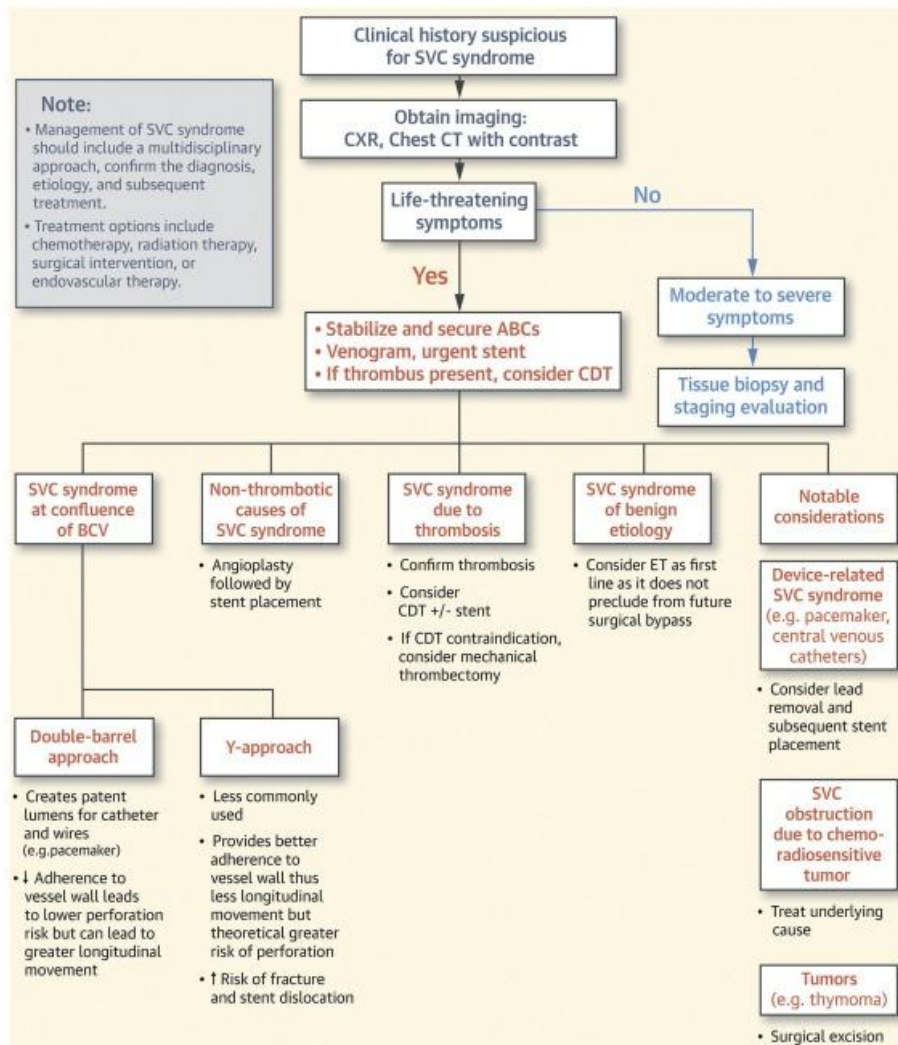 Clinical history suspicious
for SVC syndrome
Obtain imaging:
CXR, Chest CT with contrast
Note:
• Management of SVC syndrome
should include a multidisciplinary
approach, confirm the diagnosis,
etiology, and subsequent
treatment.
• Treatment options include
chemotherapy, radiation therapy,
surgical intervention, or
endovascular therapy.
Life-threatening
symptoms
No
Yes
Moderate to severe
symptoms
Tissue biopsy and
staging evaluation
• Stabilize and secure ABCs
• Venogram, urgent stent
• If thrombus present, consider CDT
SVC syndrome
at confluence
of BCV
Non-thrombotic
causes of
SVC syndrome
• Angioplasty
followed by
stent placement
SVC syndrome
due to
thrombosis
• Confirm thrombosis
• Consider
CDT +/- stent
• If CDT contraindication,
consider mechanical
thrombectomy
SVC syndrome
of benign
etiology
• Consider ET as first
line as it does not
preclude from future
surgical bypass
Notable
considerations
Device-related
SVC syndrome
(e.g. pacemaker,
central venous
catheters)
• Consider lead
removal and
subsequent stent
placement
SVC
obstruction
due to chemo-
radiosensitive
tumor
• Treat underlying
cause
Tumors
(e.g. thymoma)
• Surgical excision
Double-barrel
approach
• Creates patent
lumens for catheter
and wires
(e.g.pacemaker)
• ↓ Adherence to
vessel wall leads
to lower perforation
risk but can lead to
greater longitudinal
movement
Y-approach
• Less commonly
used
• Provides better
adherence to
vessel wall thus
less longitudinal
movement but
theoretical greater
risk of perforation
• ↑ Risk of fracture
and stent dislocation